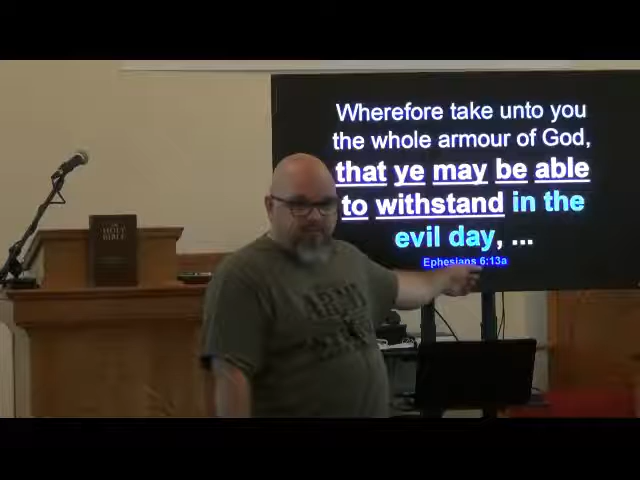 Wherefore take unto you
the whole armour of God,
that ye may be able
to withstand in the
evil day, ...
Ephesians 6:13a
HOLY
BIBLE
ARMY